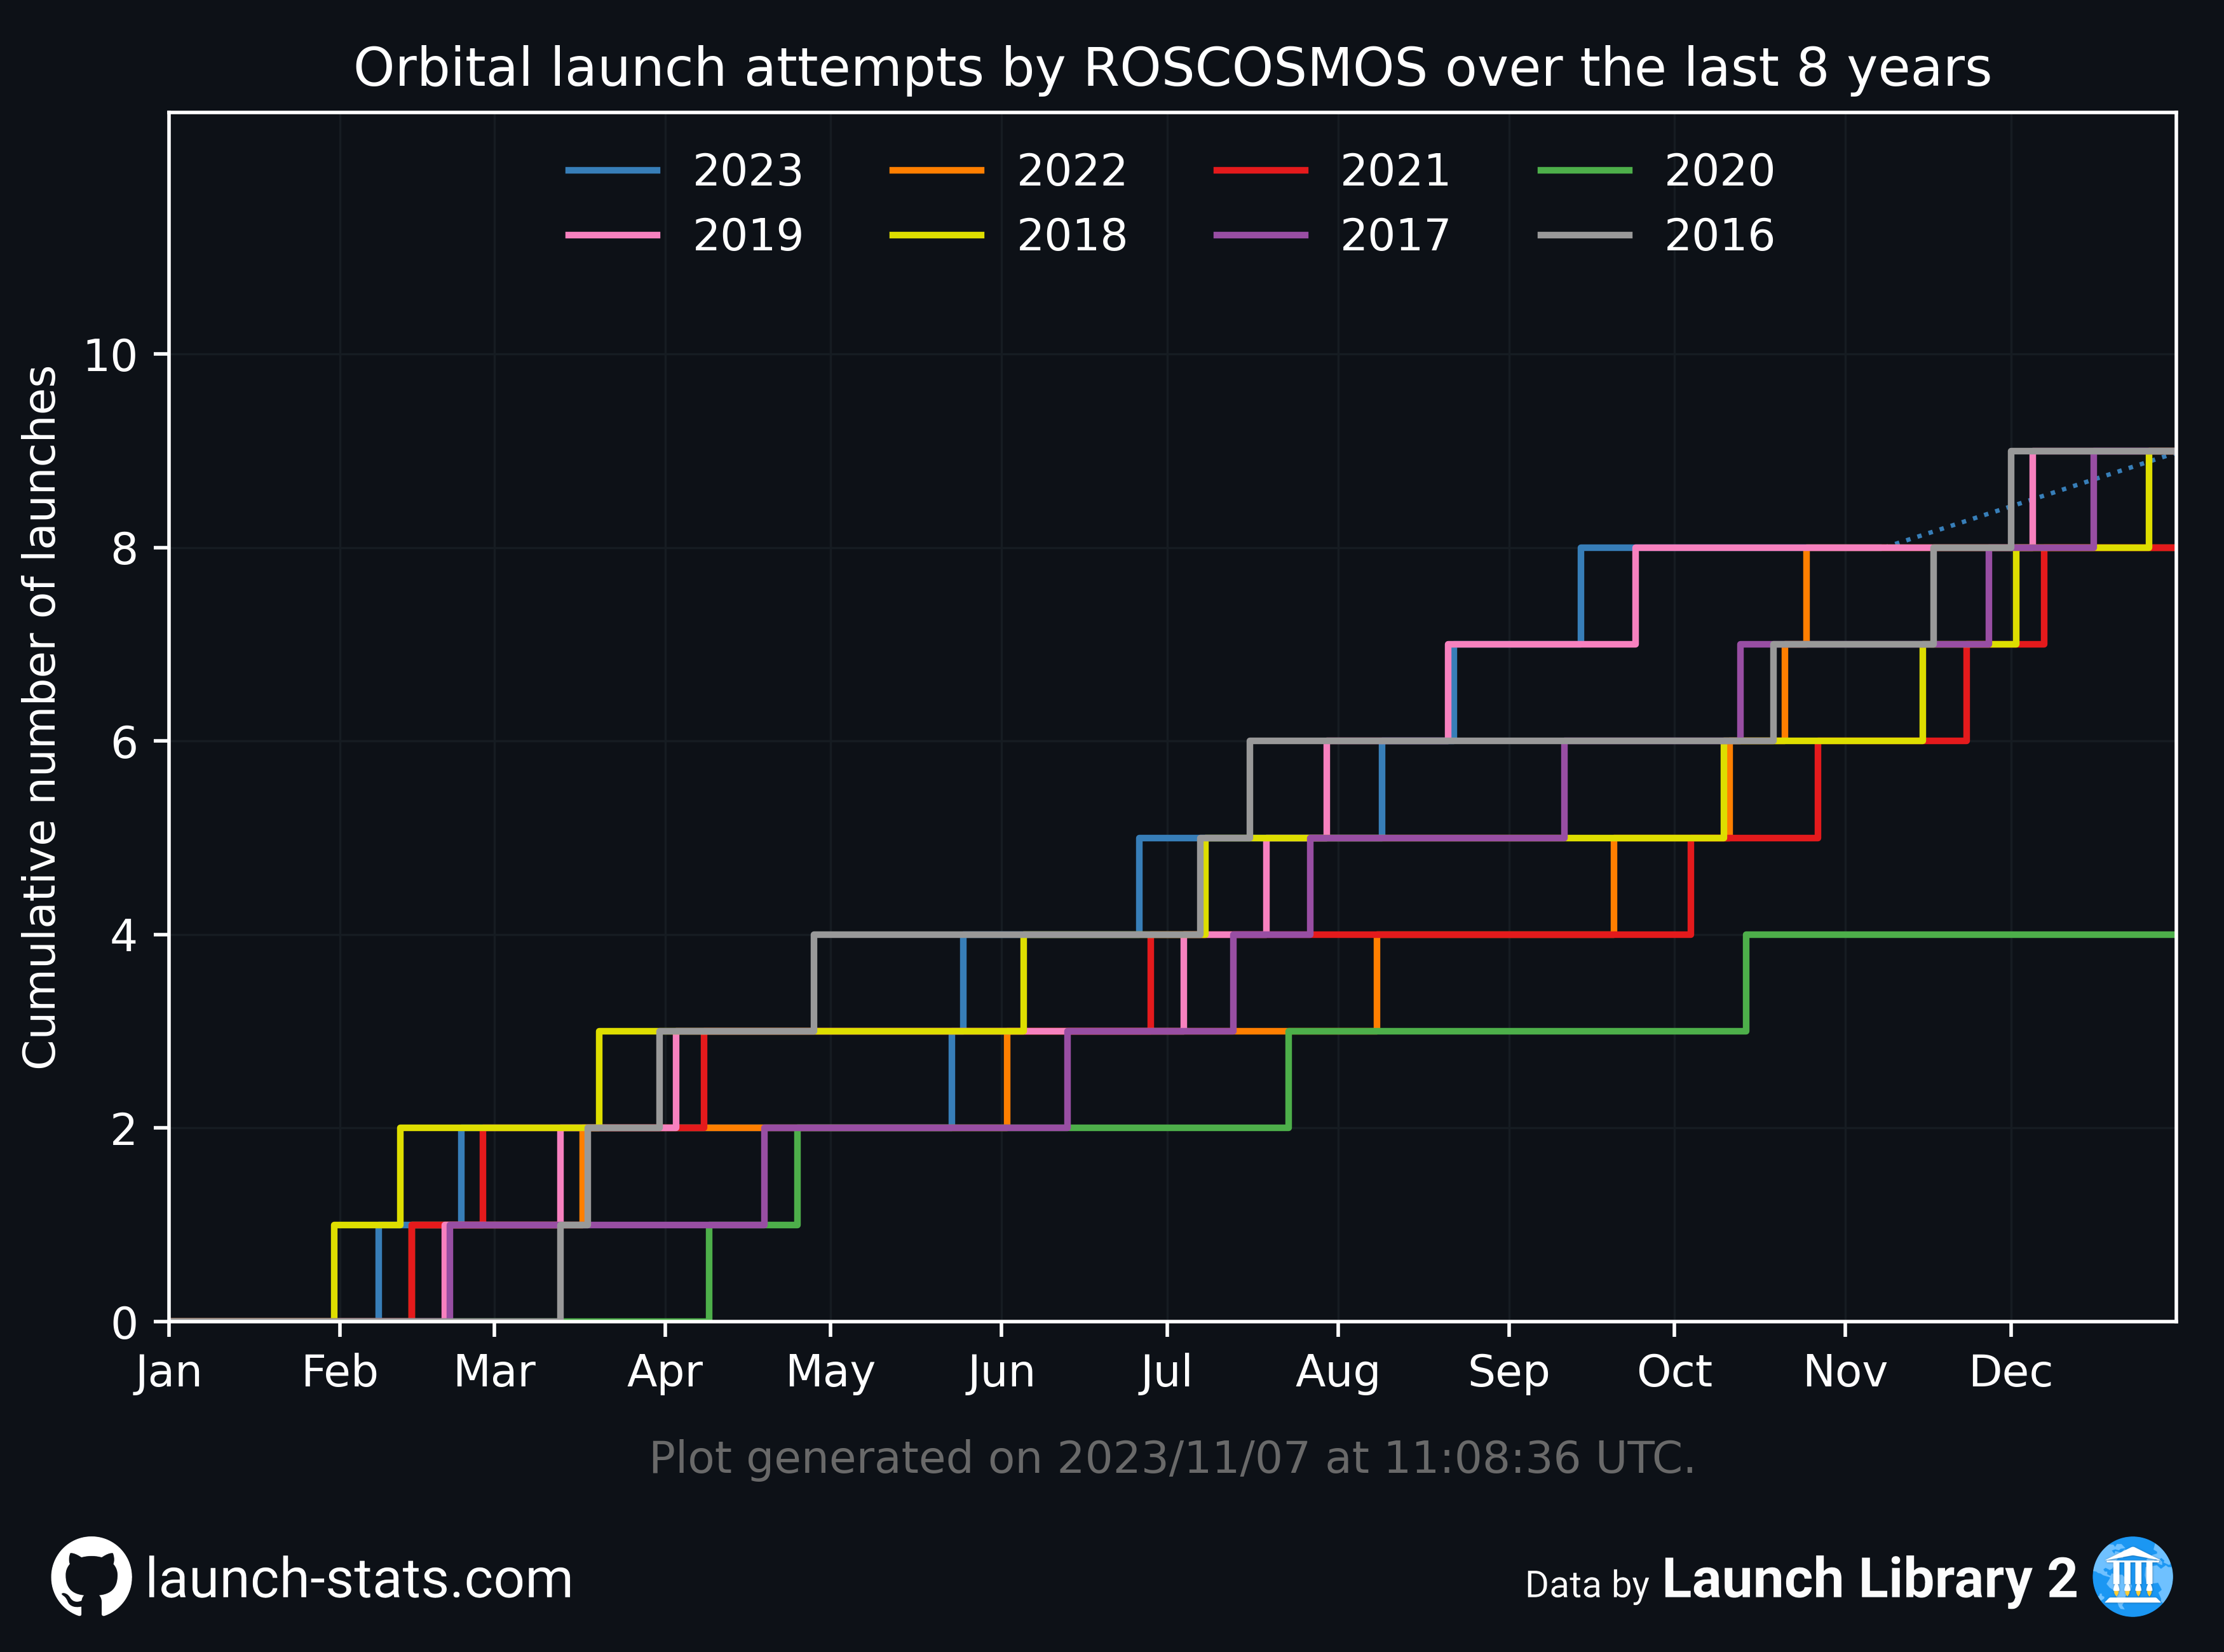 Orbital launch attempts by ROSCOSMOS over the last 8 years
2023 2022 2021 2020
2019 2018 2017 2016
Cumulative number of launches
10
8
6
4
2
0
Jan Feb Mar Apr May Jun Jul Aug Sep Oct Nov Dec
Plot generated on 2023/11/07 at 11:08:36 UTC.
launch-stats.com
Data by Launch Library 2